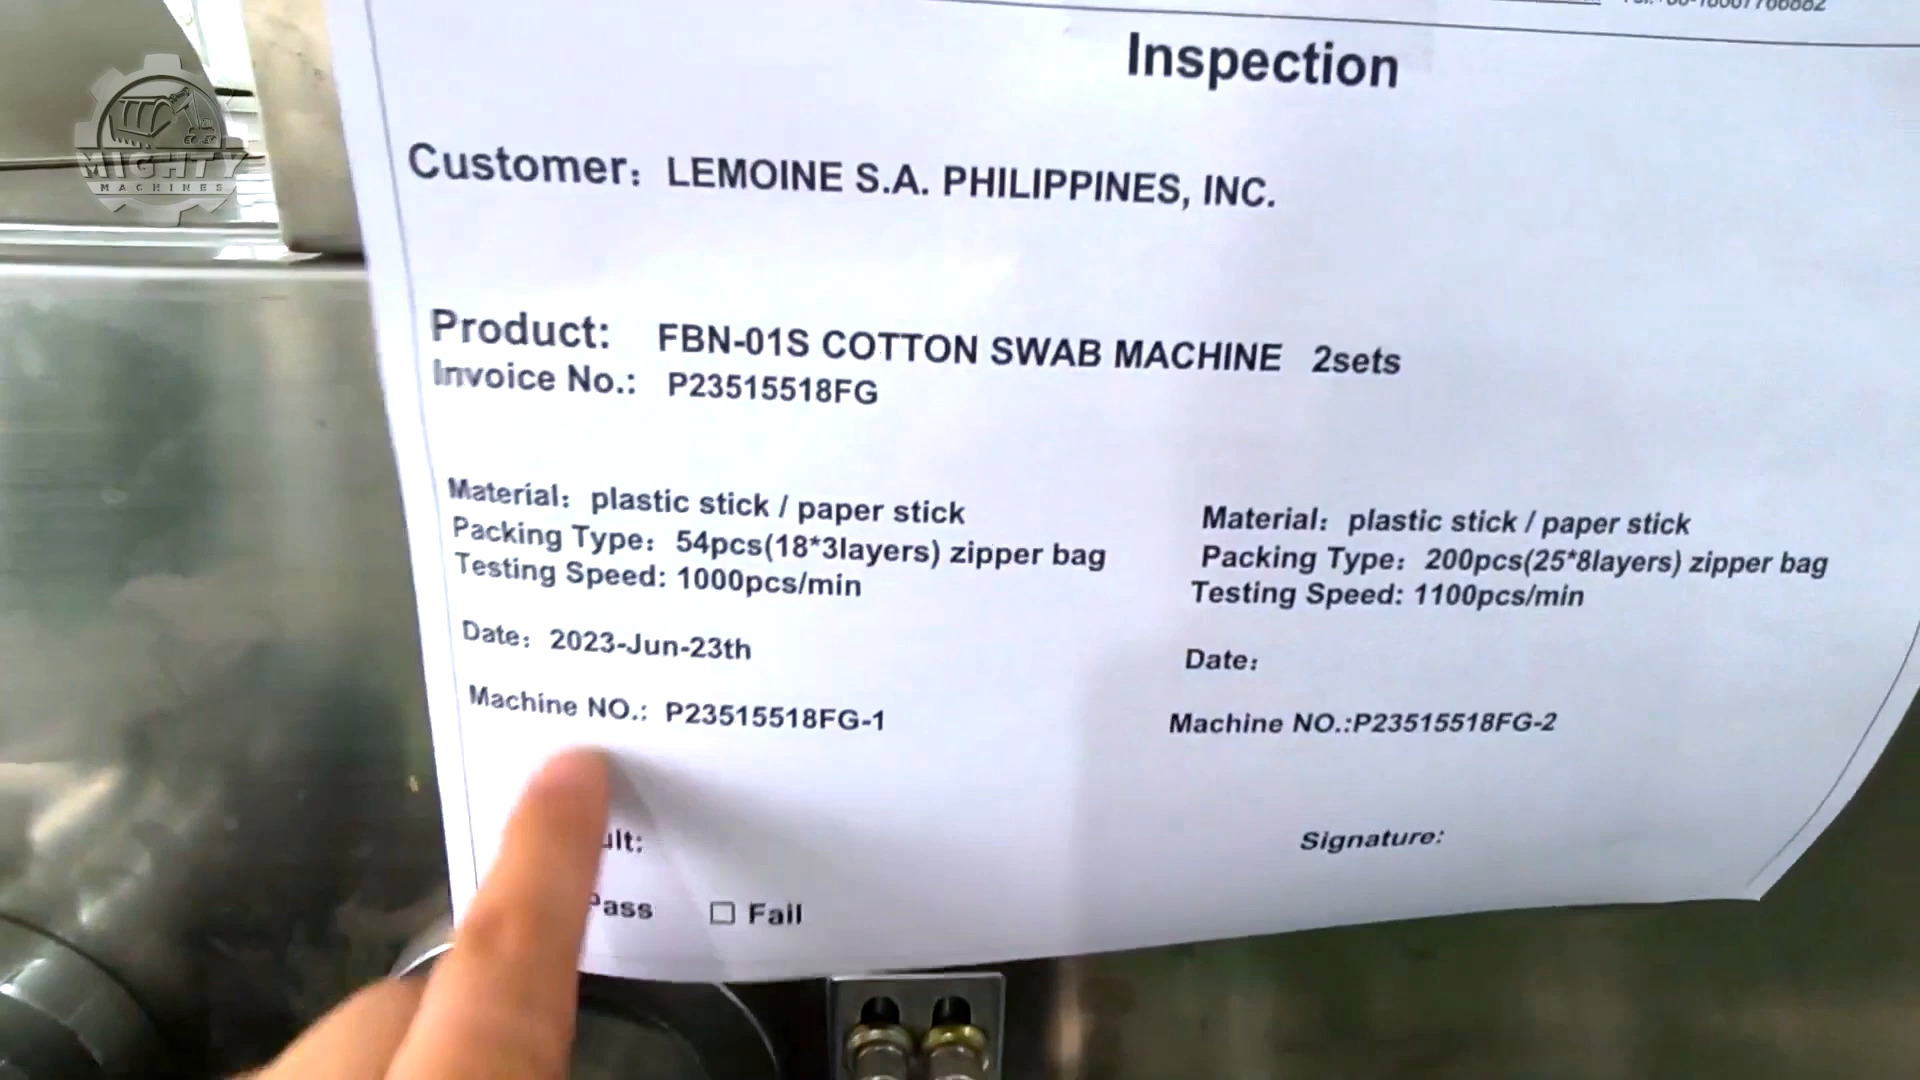 MIGHTY
MACHINES
Inspection
Customer: LEMOINE S.A. PHILIPPINES, INC.
Product: FBN-01S COTTON SWAB MACHINE 2sets
Invoice No.: P23515518FG
Material: plastic stick / paper stick
Packing Type: 54pcs(18*3layers) zipper bag
Testing Speed: 1000pcs/min
Date: 2023-Jun-23th
Machine NO.: P23515518FG-1
Material: plastic stick / paper stick
Packing Type: 200pcs(25*8layers) zipper bag
Testing Speed: 1100pcs/min
Date:
Machine NO.:P23515518FG-2
ult:
Pass ☐ Fail
Signature: